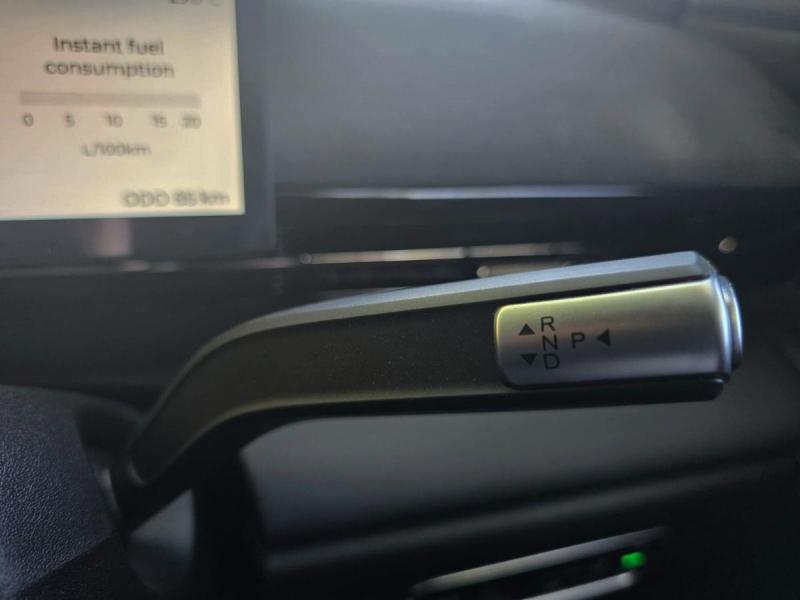 Instant fuel
consumption
0 5 10 15 20
L/100km
ODO 85 km
▲ R
N P ◀
▼ D